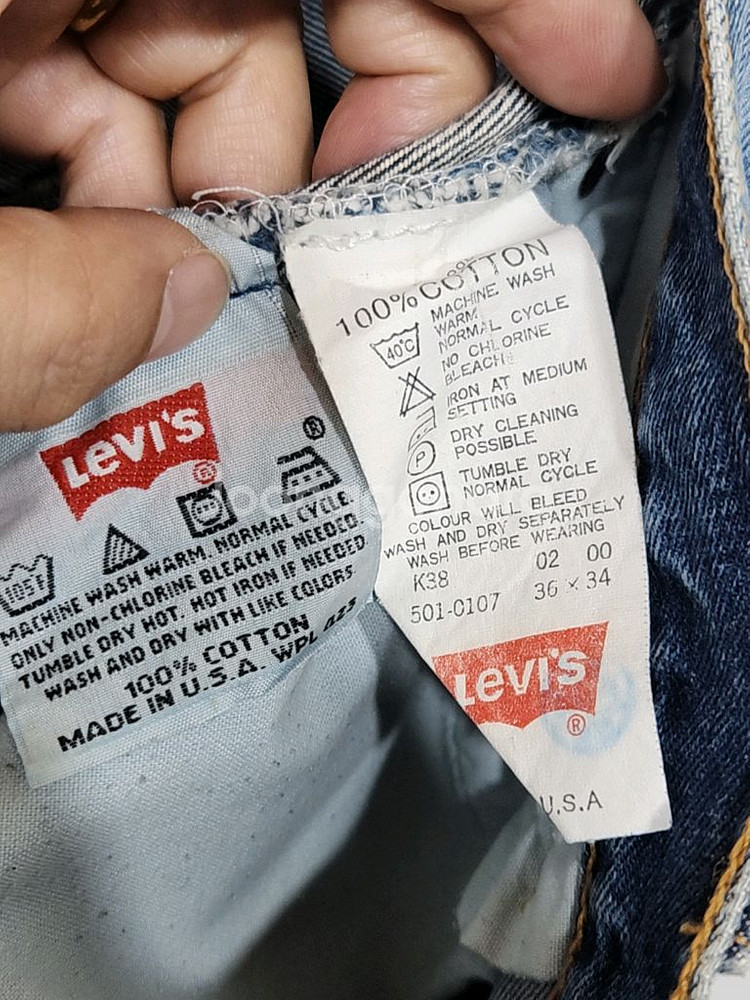 LEVI'S
®
®
105F
MACHINE WASH WARM. NORMAL CYCLE.
ONLY NON-CHLORINE BLEACH IF NEEDED.
TUMBLE DRY HOT. HOT IRON IF NEEDED
WASH AND DRY WITH LIKE COLORS
100% COTTON
MADE IN U.S.A. WPL 423
100% COTTON
40°C
MACHINE WASH
WARM
NORMAL CYCLE
NO CHLORINE
BLEACH
IRON AT MEDIUM
SETTING
P
DRY CLEANING
POSSIBLE
TUMBLE DRY
NORMAL CYCLE
COLOUR WILL BLEED
WASH AND DRY SEPARATELY
WASH BEFORE WEARING
K38 02 00
501-0107 36 × 34
LEVI'S
®
U.S.A